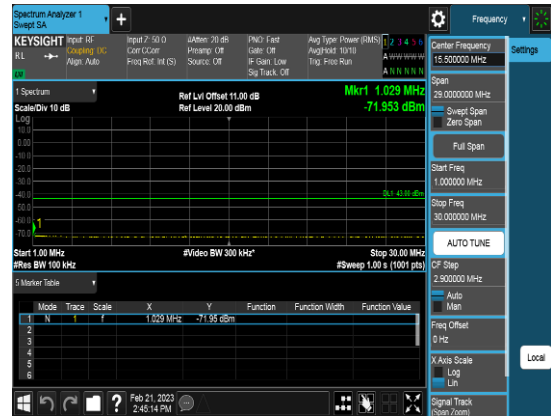 Spectrum Analyzer 1
Swept SA
Frequency
KEYSIGHT
RL
Input: RF
Coupling: DC
Align: Auto
Input Z: 50 Ω
Corr CCorr
Freq Ref: Int (S)
#Atten: 20 dB
Preamp: Off
Source: Off
PNO: Fast
Gate: Off
IF Gain: Low
Sig Track: Off
Avg Type: Power (RMS)
Avg|Hold: 10/10
Trig: Free Run
1 2 3 4 5 6
A WW WW W
A N N N N N
1 Spectrum
Scale/Div 10 dB
Ref Lvl Offset 11.00 dB
Ref Level 20.00 dBm
Mkr1 1.029 MHz
-71.953 dBm
Log
10.0
0.00
-10.0
-20.0
-30.0
-40.0
-50.0
-60.0
-70.0
DL1 -43.00 dBm
1
Start 1.00 MHz
#Res BW 100 kHz
#Video BW 300 kHz*
Stop 30.00 MHz
#Sweep 1.00 s (1001 pts)
5 Marker Table
Mode Trace Scale X Y Function Function Width Function Value
1 N 1 f 1.029 MHz -71.95 dBm
2
3
4
5
6
Feb 21, 2023
2:45:14 PM
Center Frequency
15.500000 MHz
Settings
Span
29.0000000 MHz
Swept Span
Zero Span
Full Span
Start Freq
1.000000 MHz
Stop Freq
30.000000 MHz
AUTO TUNE
CF Step
2.900000 MHz
Auto
Man
Freq Offset
0 Hz
X Axis Scale
Log
Lin
Local
Signal Track
(Span Zoom)